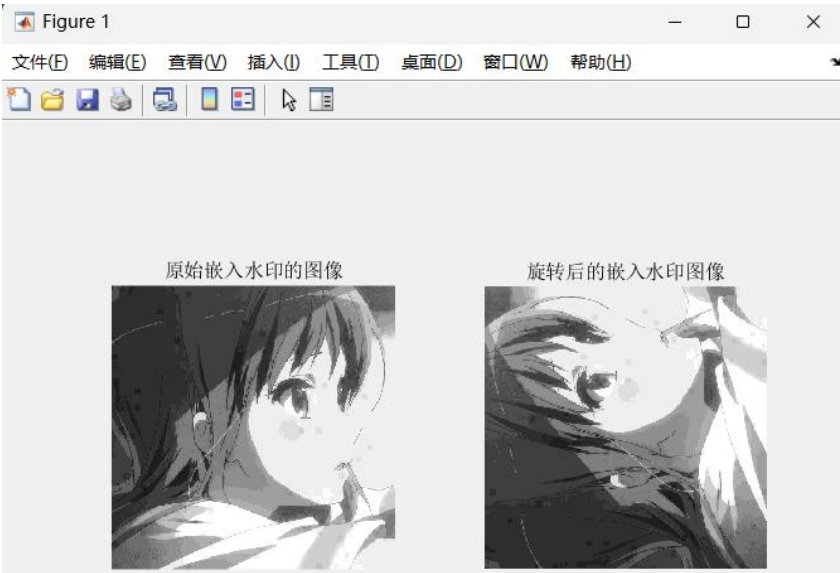 Figure 1
文件(F) 编辑(E) 查看(V) 插入(I) 工具(T) 桌面(D) 窗口(W) 帮助(H)
原始嵌入水印的图像
旋转后的嵌入水印图像